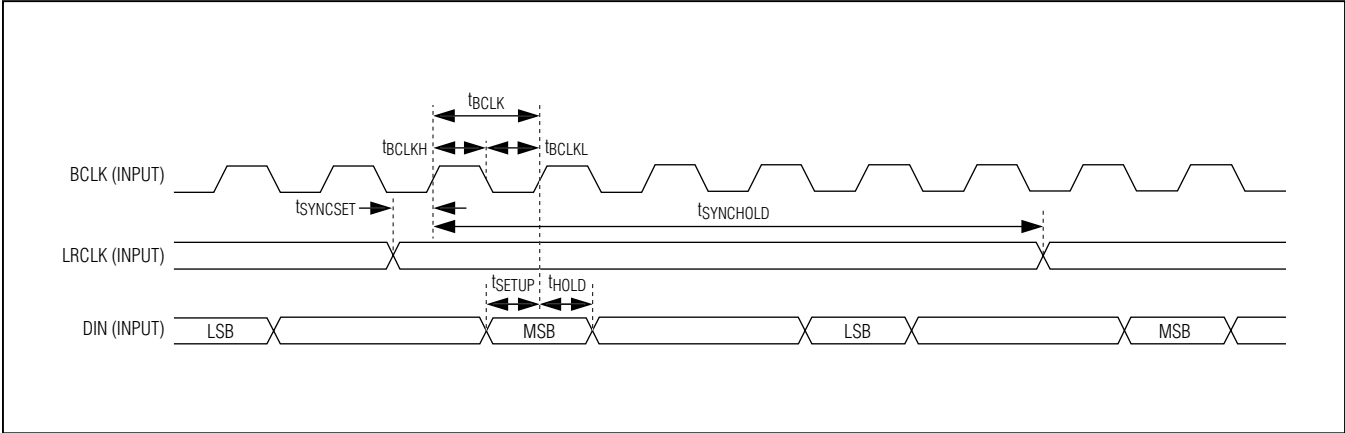 tBCLK
tBCLKH tBCLKL
BCLK (INPUT)
tSYNCSET tSYNCHOLD
LRCLK (INPUT)
tSETUP tHOLD
DIN (INPUT) LSB MSB LSB MSB